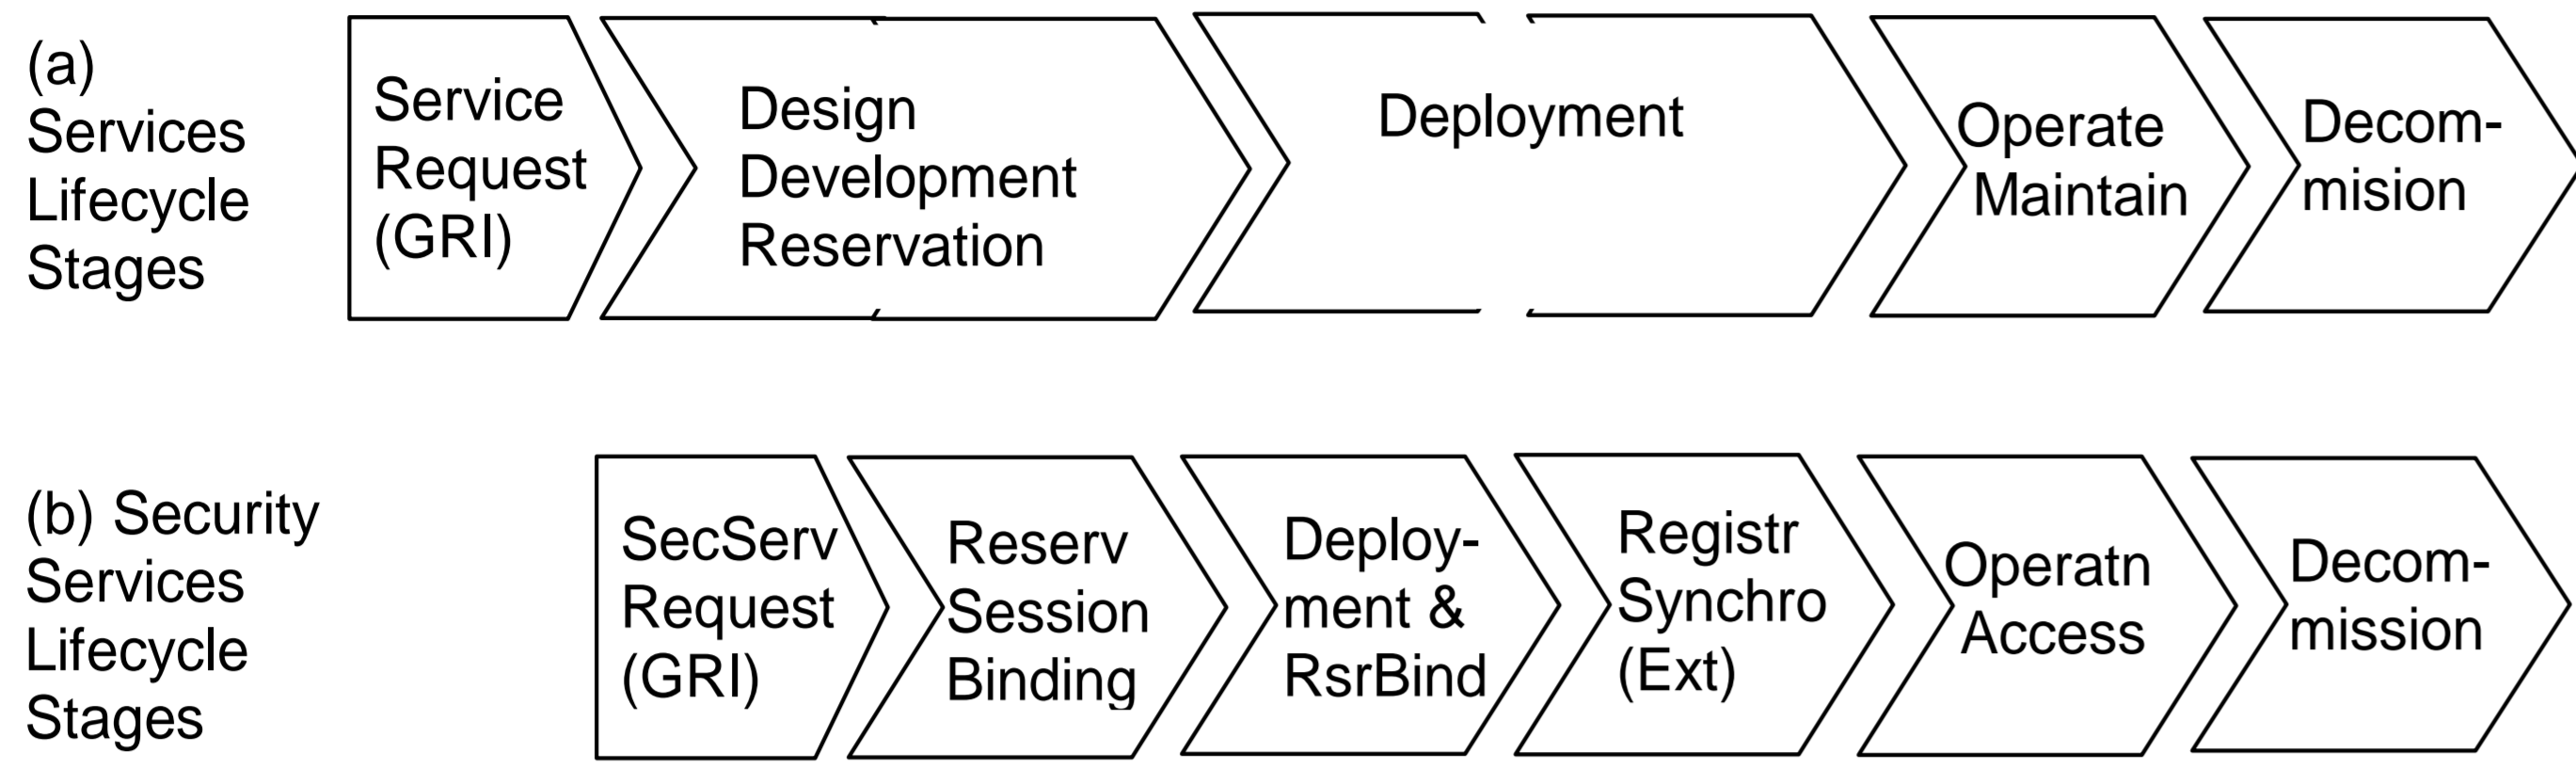 (a)
Services
Lifecycle
Stages
Service
Request
(GRI)
Design
Development
Reservation
Deployment
Operate
Maintain
Decom-
mision
(b) Security
Services
Lifecycle
Stages
SecServ
Request
(GRI)
Reserv
Session
Binding
Deploy-
ment &
RsrBind
Registr
Synchro
(Ext)
Operatn
Access
Decom-
mission